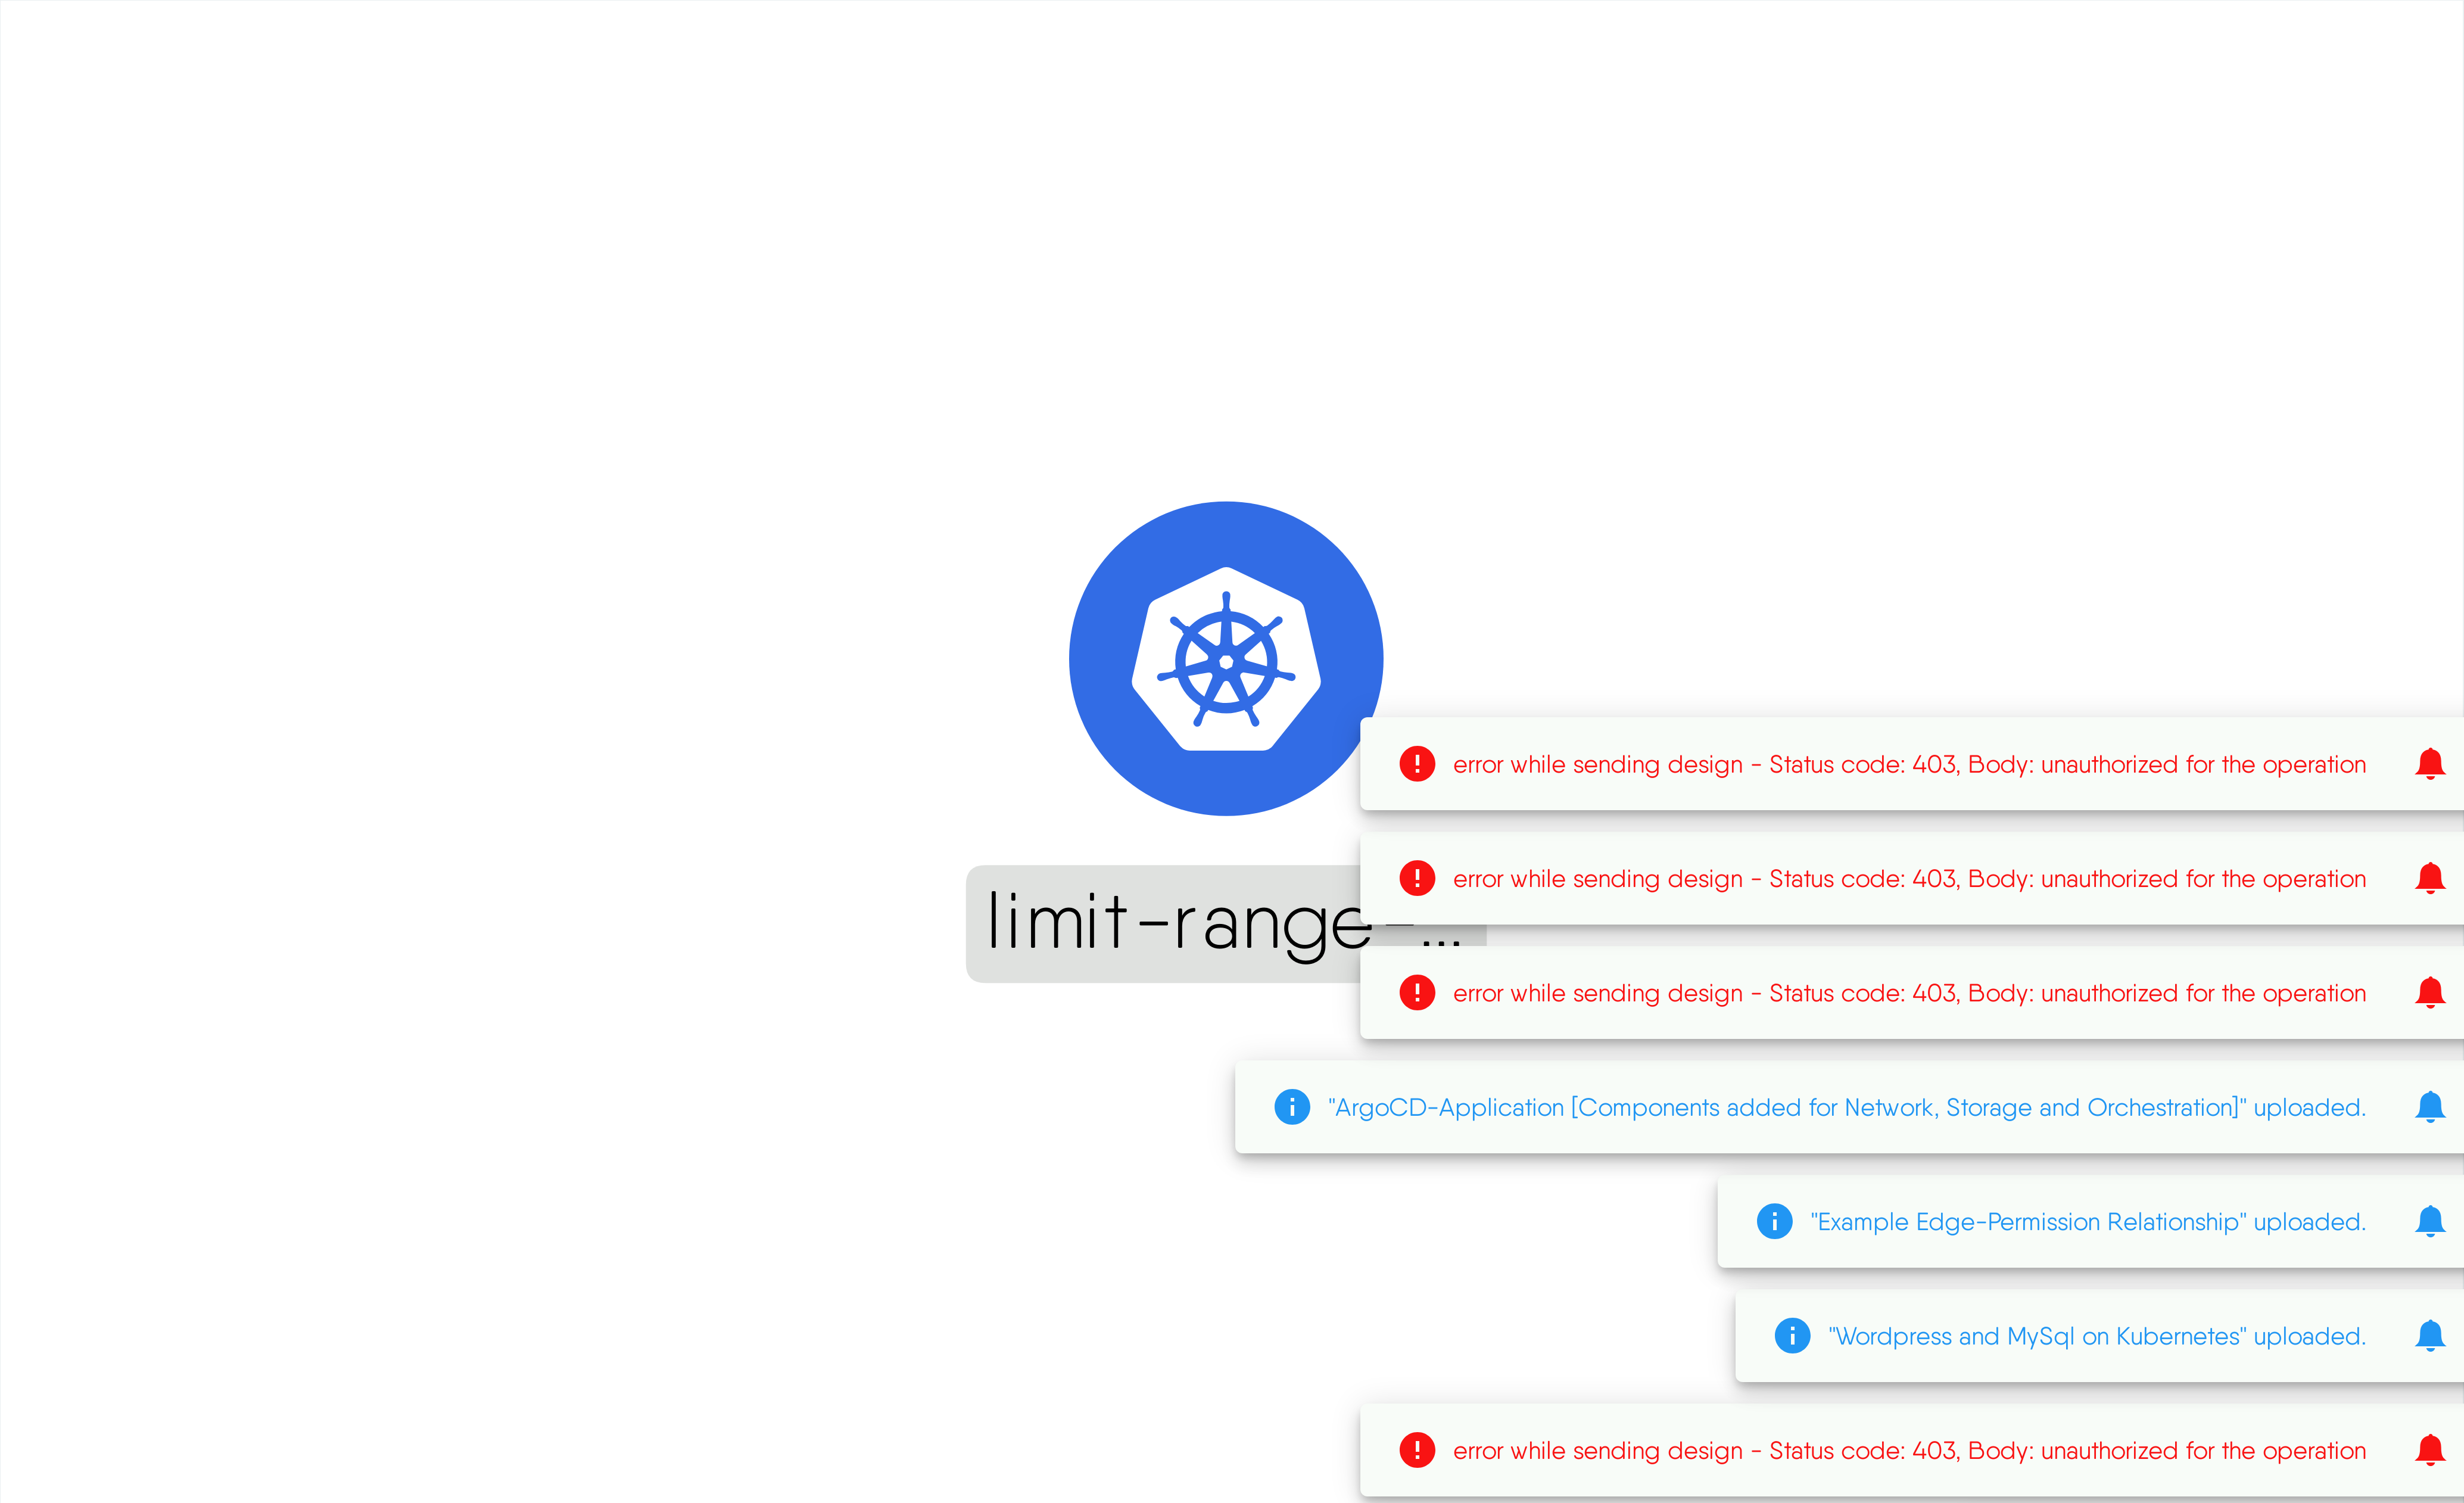 error while sending design - Status code: 403, Body: unauthorized for the operation
error while sending design - Status code: 403, Body: unauthorized for the operation
limit-range-...
error while sending design - Status code: 403, Body: unauthorized for the operation
"ArgoCD-Application [Components added for Network, Storage and Orchestration]" uploaded.
"Example Edge-Permission Relationship" uploaded.
"Wordpress and MySql on Kubernetes" uploaded.
error while sending design - Status code: 403, Body: unauthorized for the operation